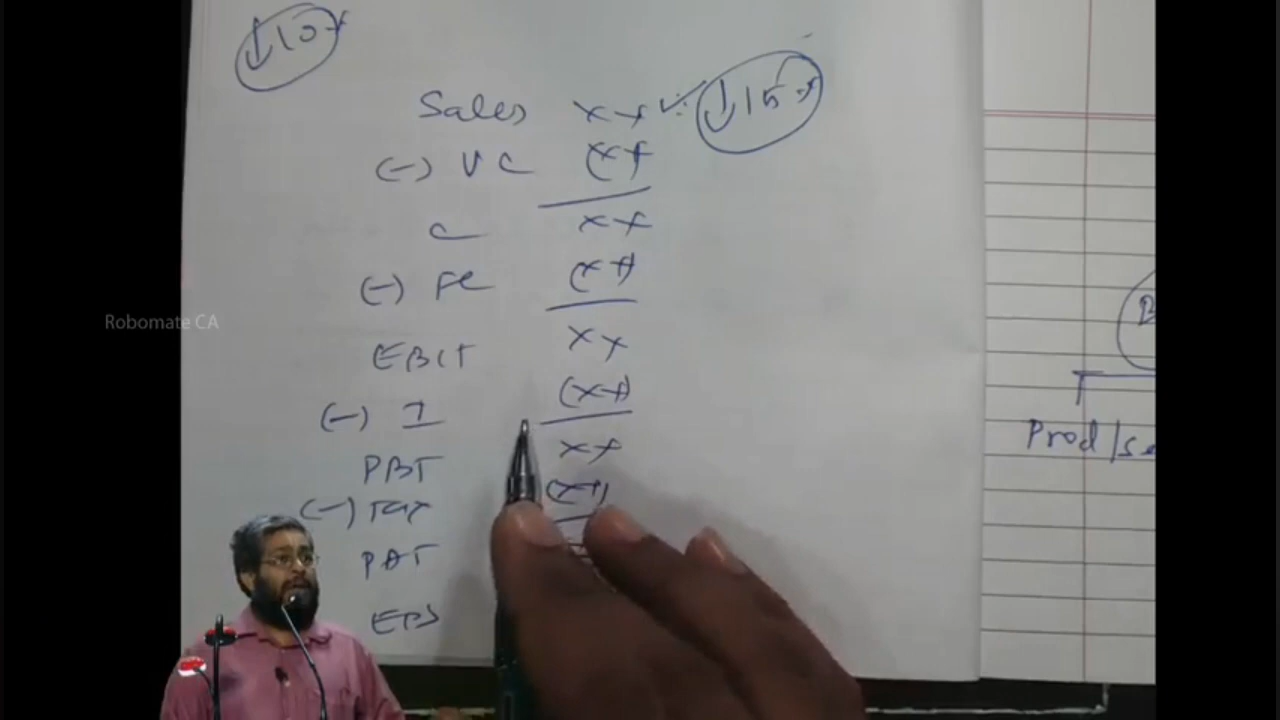 ↓10%
Sales xx ✓÷ ↓15%
(-) VC (xx)
C xx
(-) FC (xx)
EBIT xx
(-) I (xx)
PBT xx
(-) Tax (xx)
PAT
EPS
Prod/se
Robomate CA